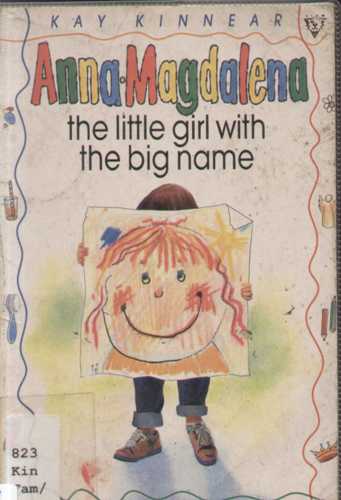 KAY KINNEAR
Anna·Magdalena
the little girl with
the big name
823
Kin